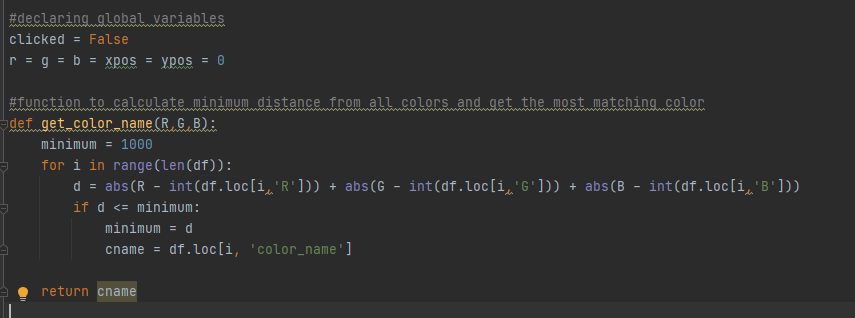 #declaring global variables
clicked = False
r = g = b = xpos = ypos = 0
#function to calculate minimum distance from all colors and get the most matching color
def get_color_name(R,G,B):
    minimum = 1000
    for i in range(len(df)):
        d = abs(R - int(df.loc[i,'R'])) + abs(G - int(df.loc[i,'G'])) + abs(B - int(df.loc[i,'B']))
        if d <= minimum:
            minimum = d
            cname = df.loc[i, 'color_name']
    return cname